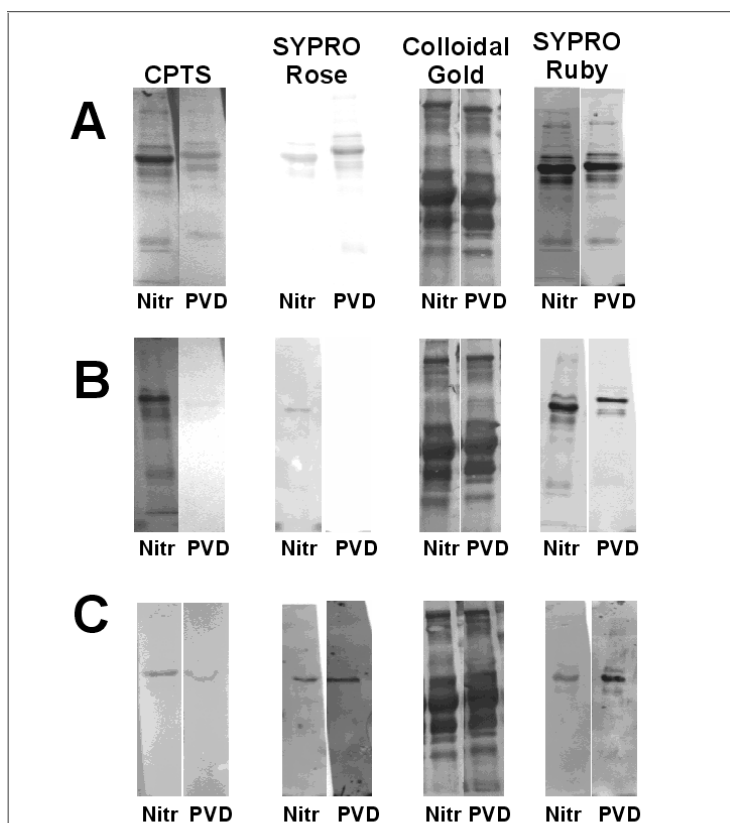 CPTS
SYPRO
Rose
Colloidal
Gold
SYPRO
Ruby
A
Nitr PVD
Nitr PVD
Nitr PVD
Nitr PVD
B
Nitr PVD
Nitr PVD
Nitr PVD
Nitr PVD
C
Nitr PVD
Nitr PVD
Nitr PVD
Nitr PVD